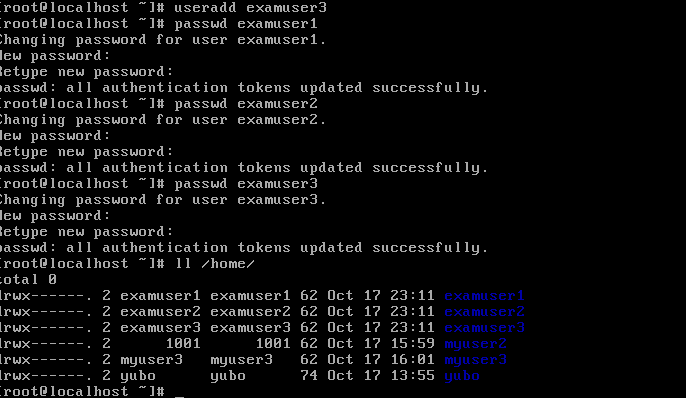 [root@localhost ~]# useradd examuser3
[root@localhost ~]# passwd examuser1
Changing password for user examuser1.
New password:
Retype new password:
passwd: all authentication tokens updated successfully.
[root@localhost ~]# passwd examuser2
Changing password for user examuser2.
New password:
Retype new password:
passwd: all authentication tokens updated successfully.
[root@localhost ~]# passwd examuser3
Changing password for user examuser3.
New password:
Retype new password:
passwd: all authentication tokens updated successfully.
[root@localhost ~]# ll /home/
total 0
drwx------. 2 examuser1 examuser1 62 Oct 17 23:11 examuser1
drwx------. 2 examuser2 examuser2 62 Oct 17 23:11 examuser2
drwx------. 2 examuser3 examuser3 62 Oct 17 23:11 examuser3
drwx------. 2      1001      1001 62 Oct 17 15:59 myuser2
drwx------. 2 myuser3   myuser3   62 Oct 17 16:01 myuser3
drwx------. 2 yubo      yubo      74 Oct 17 13:55 yubo
[root@localhost ~]# _